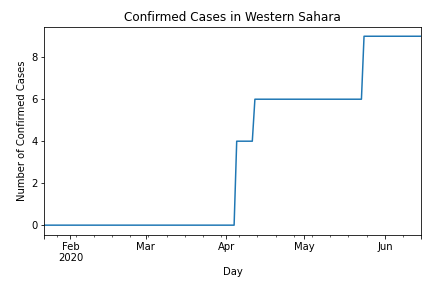 Confirmed Cases in Western Sahara
Number of Confirmed Cases
8
6
4
2
0
Feb
2020
Mar
Apr
May
Jun
Day